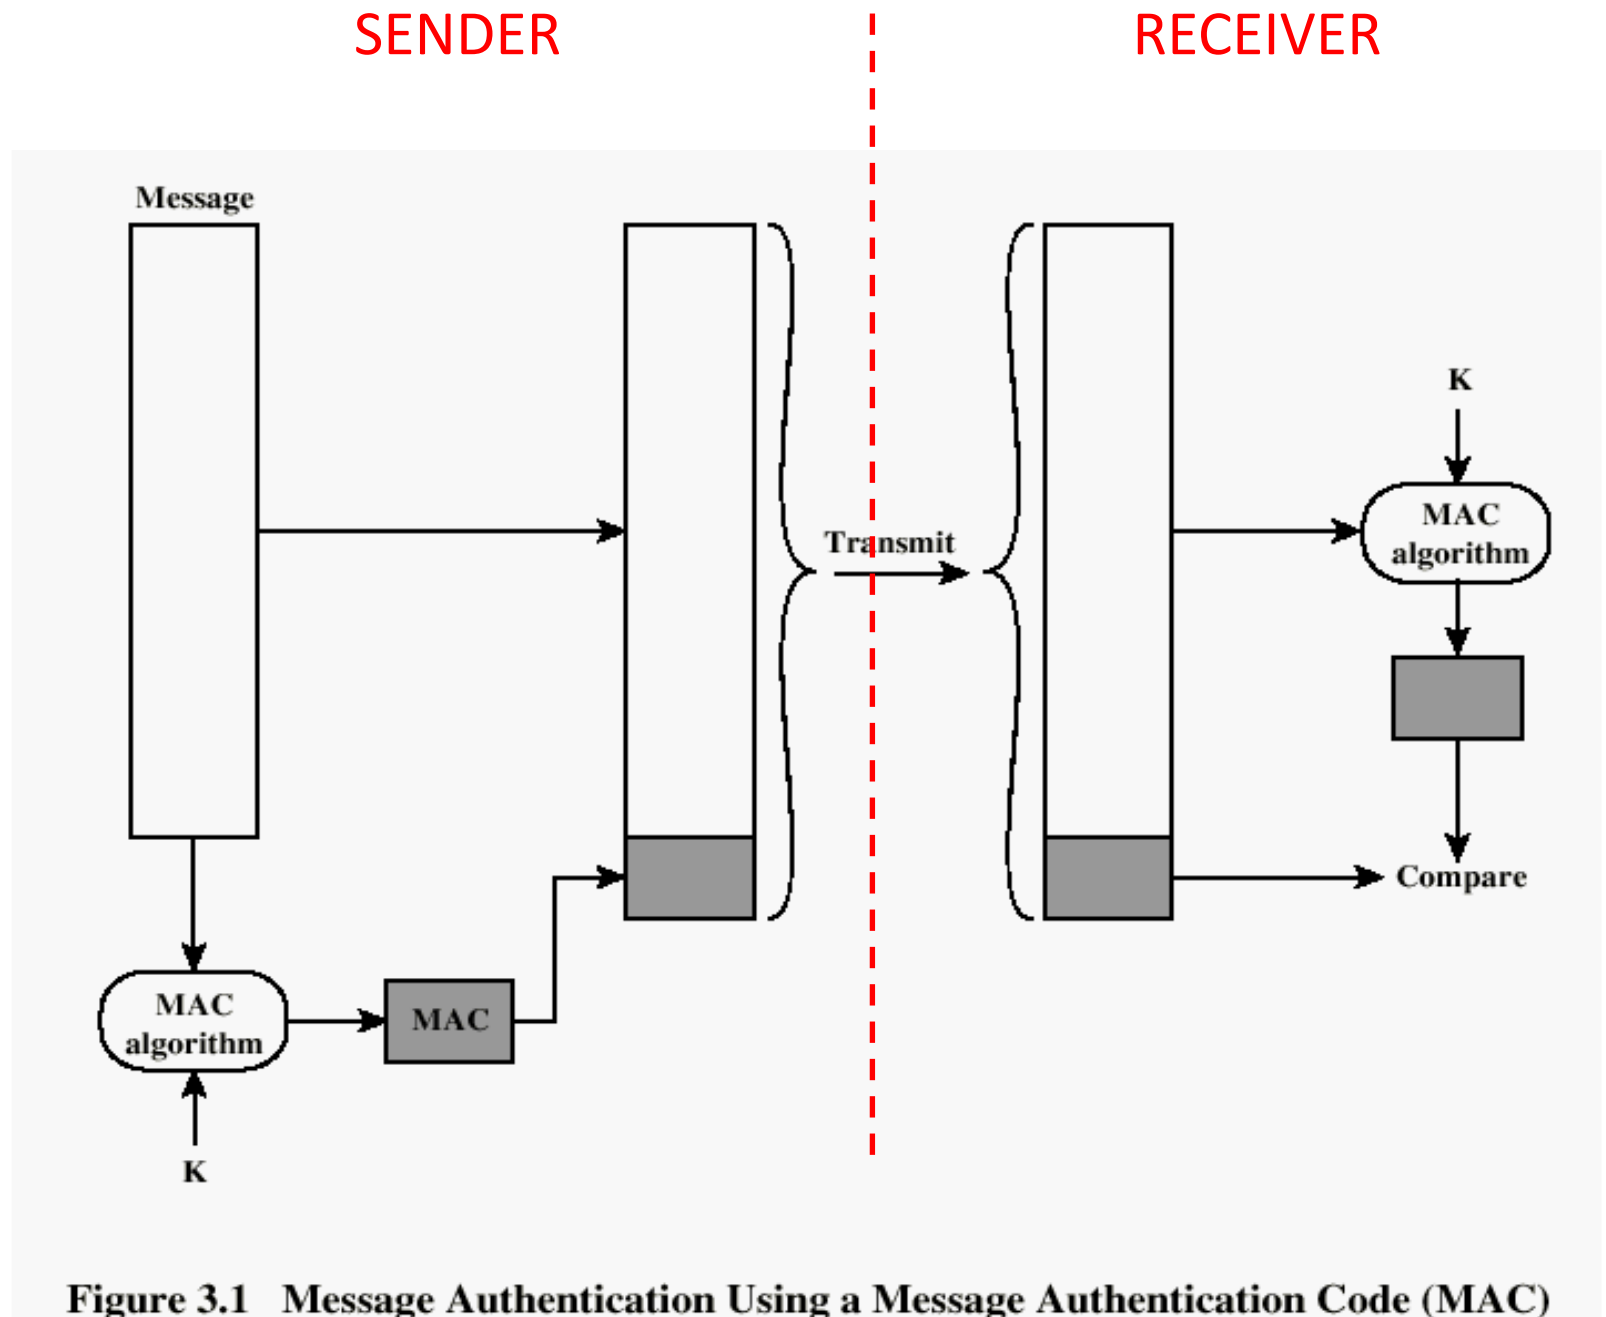 SENDER
RECEIVER
Message
K
MAC
algorithm
Transmit
Compare
MAC
algorithm
MAC
K
Figure 3.1 Message Authentication Using a Message Authentication Code (MAC)